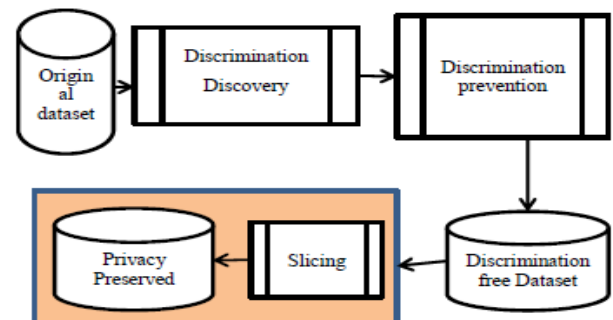 Origin
al
dataset
Discrimination
Discovery
Discrimination
prevention
Privacy
Preserved
Slicing
Discrimination
free Dataset